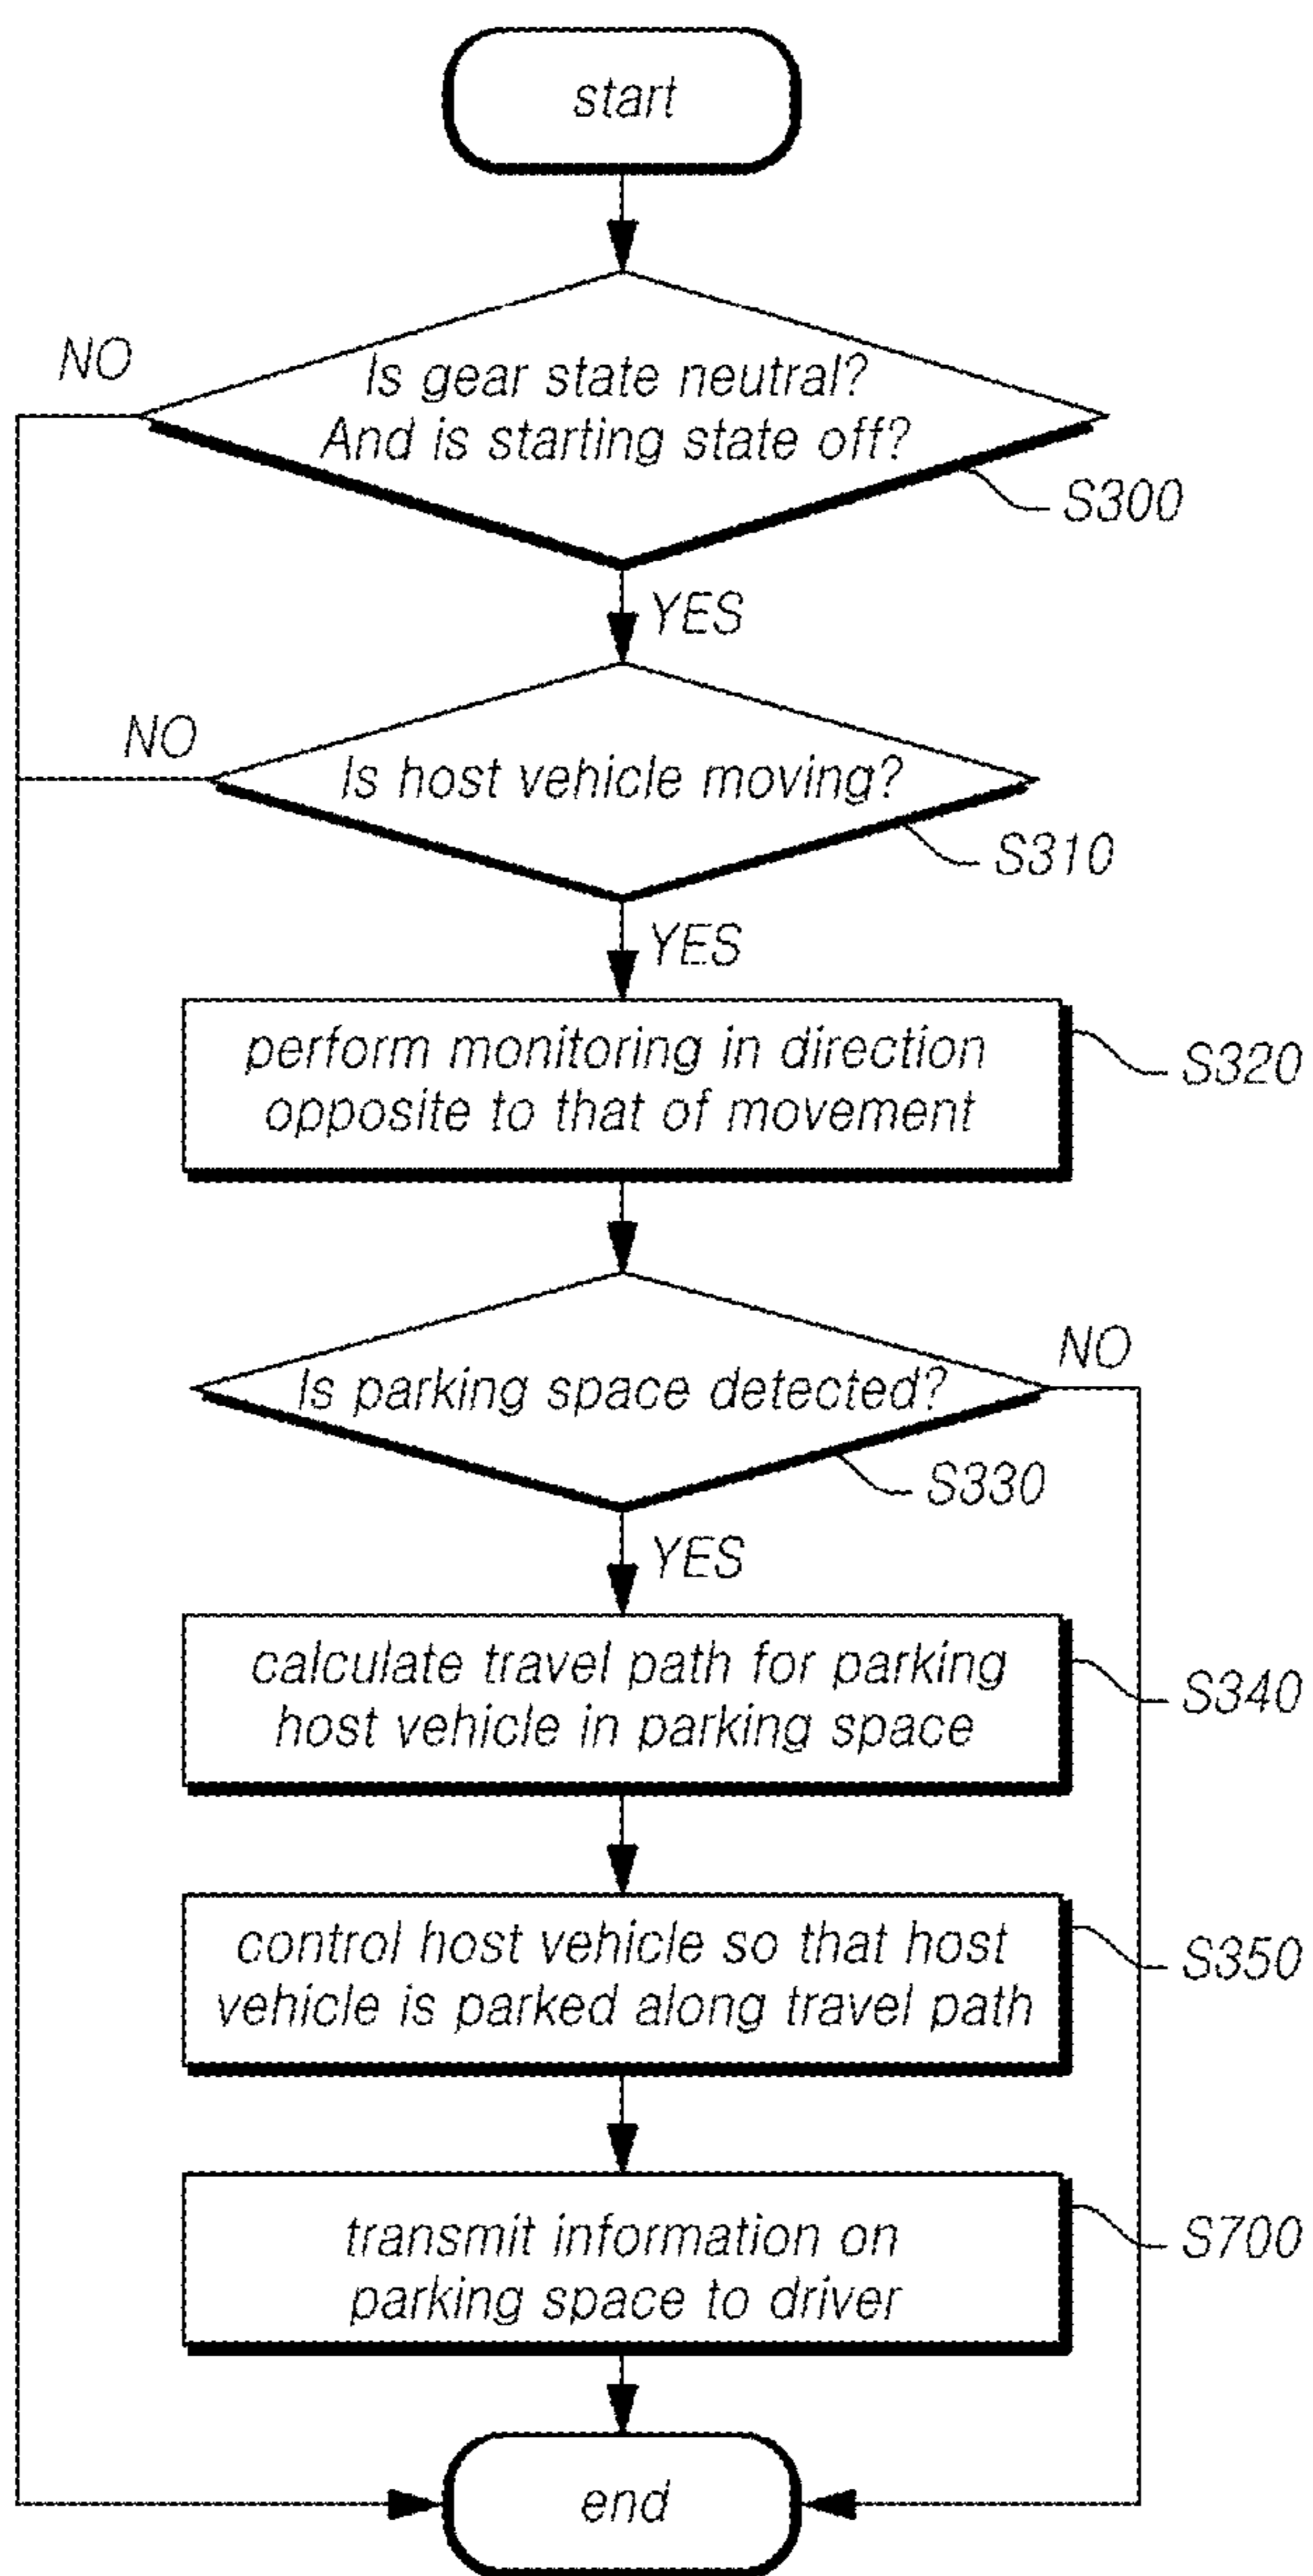 start
NO
Is gear state neutral?
And is starting state off?
S300
YES
NO
Is host vehicle moving?
S310
YES
perform monitoring in direction
opposite to that of movement
S320
NO
Is parking space detected?
S330
YES
calculate travel path for parking
host vehicle in parking space
S340
control host vehicle so that host
vehicle is parked along travel path
S350
transmit information on
parking space to driver
S700
end